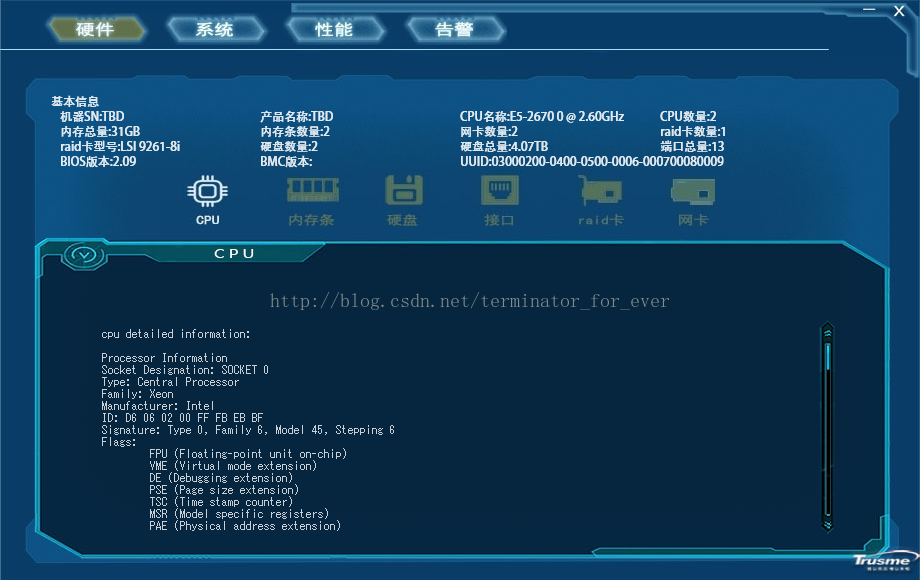 硬件 系统 性能 告警
基本信息
机器SN:TBD 产品名称:TBD CPU名称:E5-2670 0 @ 2.60GHz CPU数量:2
内存总量:31GB 内存条数量:2 网卡数量:2 raid卡数量:1
raid卡型号:LSI 9261-8i 硬盘数量:2 硬盘总量:4.07TB 端口总量:13
BIOS版本:2.09 BMC版本: UUID:03000200-0400-0500-0006-000700080009
CPU 内存条 硬盘 接口 raid卡 网卡
CPU
http://blog.csdn.net/terminator_for_ever
cpu detailed information:
Processor Information
Socket Designation: SOCKET 0
Type: Central Processor
Family: Xeon
Manufacturer: Intel
ID: D6 06 02 00 FF FB EB BF
Signature: Type 0, Family 6, Model 45, Stepping 6
Flags:
FPU (Floating-point unit on-chip)
VME (Virtual mode extension)
DE (Debugging extension)
PSE (Page size extension)
TSC (Time stamp counter)
MSR (Model specific registers)
PAE (Physical address extension)
Trusme